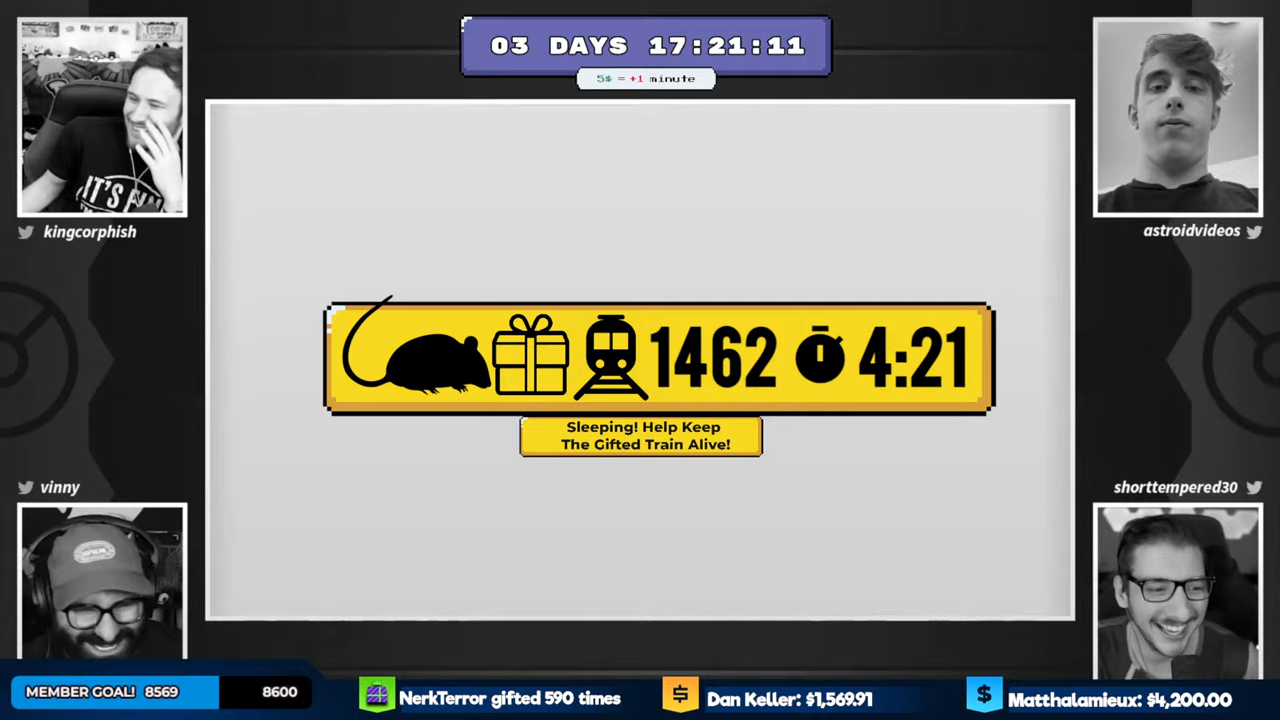 03 DAYS 17:21:11
5$ = +1 minute
kingcorphish
astroidvideos
IT'S
1462 4:21
Sleeping! Help Keep
The Gifted Train Alive!
vinny
shorttempered30
MEMBER GOAL! 8569 8600
NerkTerror gifted 590 times
Dan Keller: $1,569.91
Matthalamieux: $4,200.00